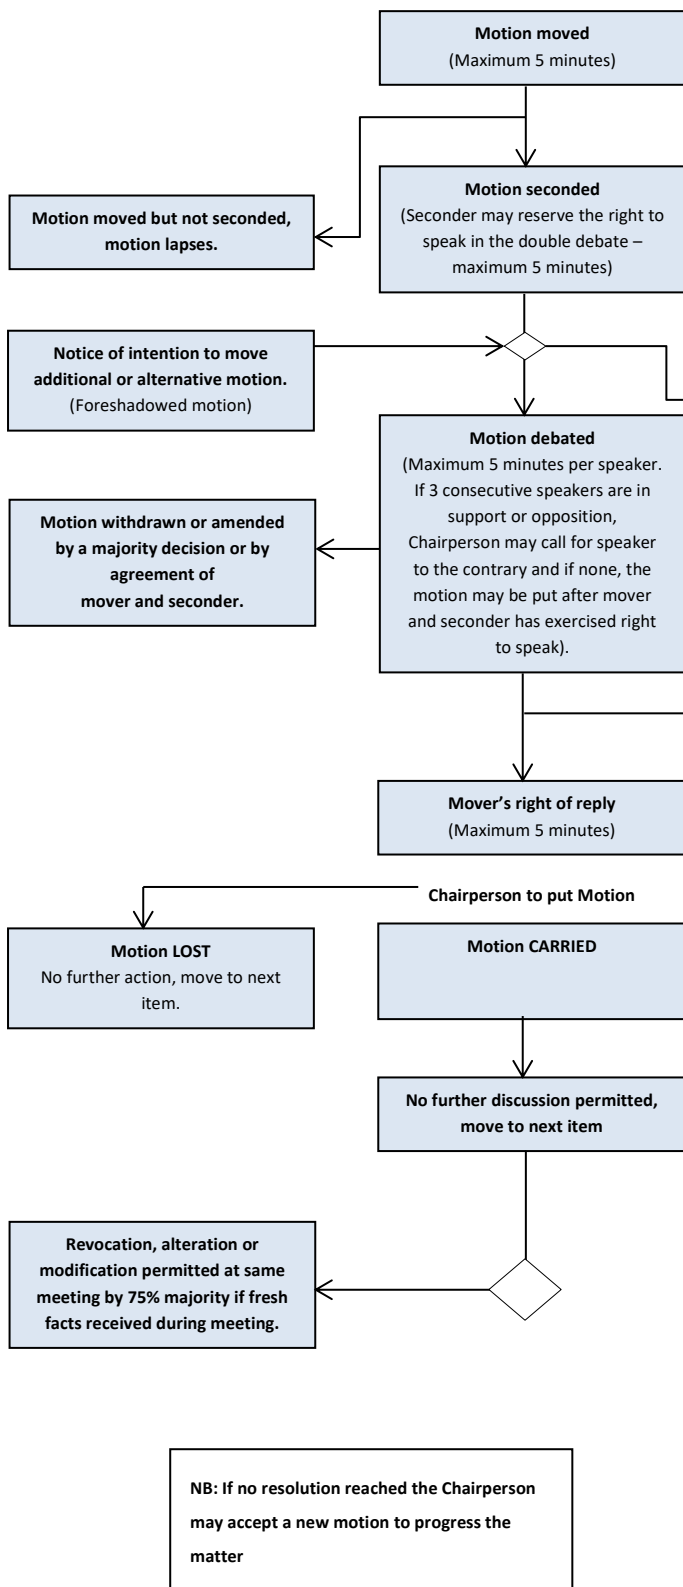 Motion moved
(Maximum 5 minutes)
Motion seconded
(Seconder may reserve the right to
speak in the double debate –
maximum 5 minutes)
Motion moved but not seconded,
motion lapses.
Notice of intention to move
additional or alternative motion.
(Foreshadowed motion)
Motion debated
(Maximum 5 minutes per speaker.
If 3 consecutive speakers are in
support or opposition,
Chairperson may call for speaker
to the contrary and if none, the
motion may be put after mover
and seconder has exercised right
to speak).
Motion withdrawn or amended
by a majority decision or by
agreement of
mover and seconder.
Mover’s right of reply
(Maximum 5 minutes)
Chairperson to put Motion
Motion LOST
No further action, move to next
item.
Motion CARRIED
No further discussion permitted,
move to next item
Revocation, alteration or
modification permitted at same
meeting by 75% majority if fresh
facts received during meeting.
NB: If no resolution reached the Chairperson
may accept a new motion to progress the
matter